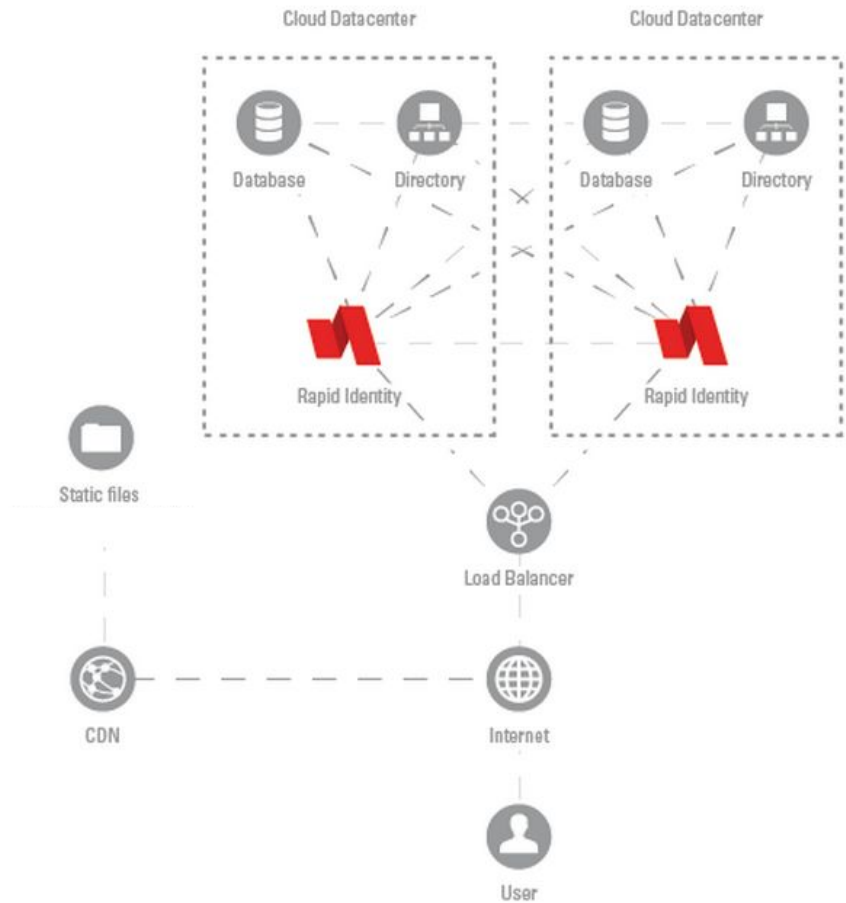 Cloud Datacenter
Cloud Datacenter
Database
Directory
Database
Directory
Rapid Identity
Rapid Identity
Static files
Load Balancer
CDN
Internet
User